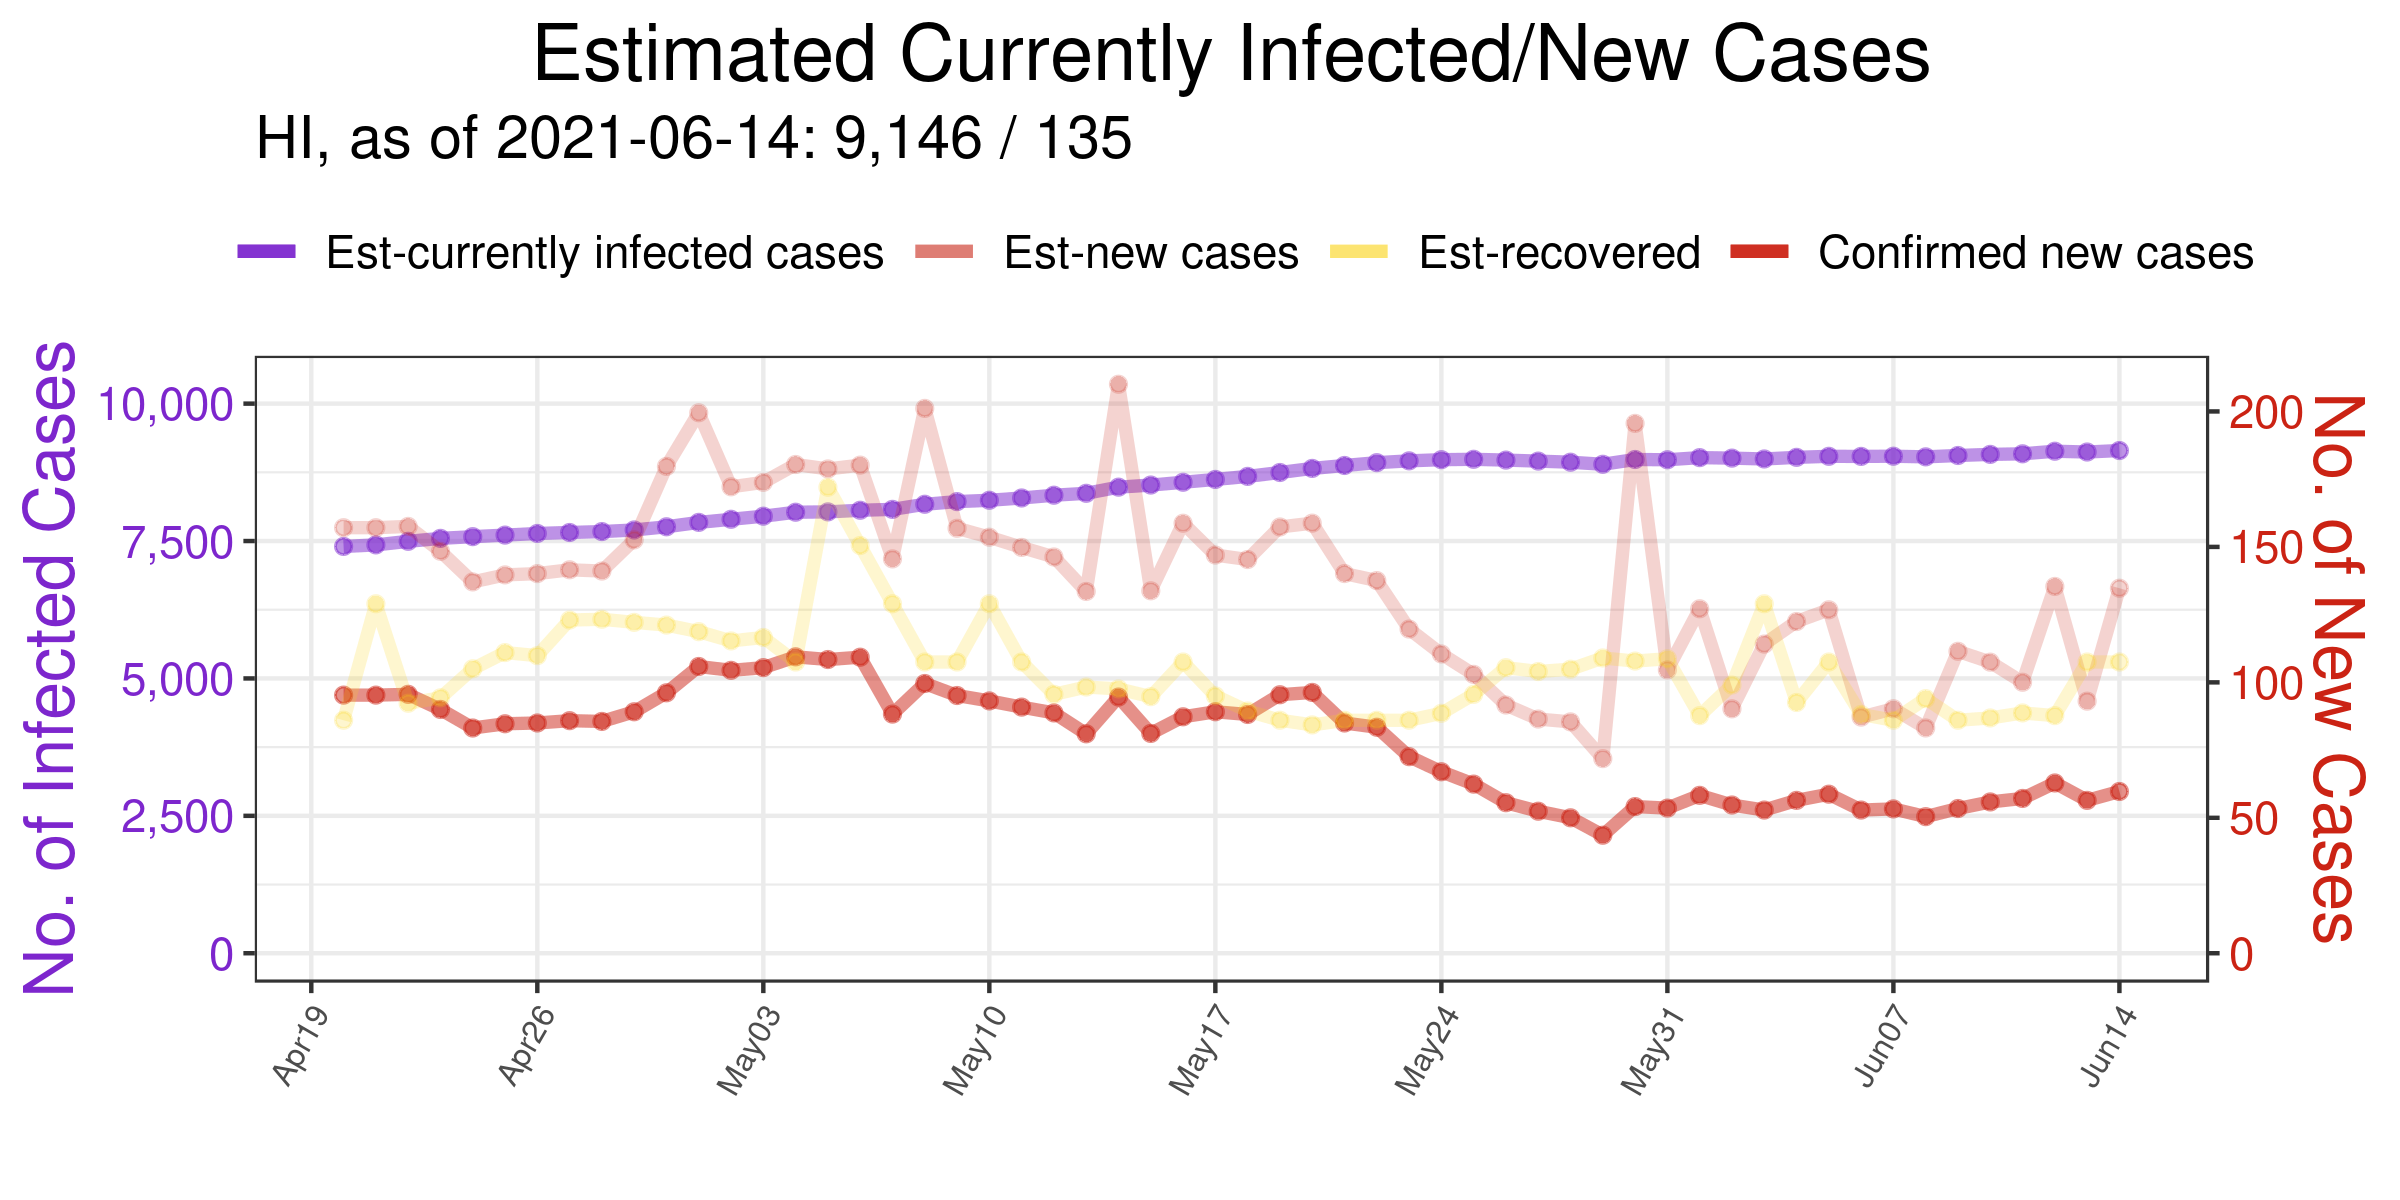 Estimated Currently Infected/New Cases
HI, as of 2021-06-14: 9,146 / 135
Est-currently infected cases Est-new cases Est-recovered Confirmed new cases
No. of Infected Cases
10,000
7,500
5,000
2,500
0
200
150
100
50
0
No. of New Cases
Apr19 Apr26 May03 May10 May17 May24 May31 Jun07 Jun14